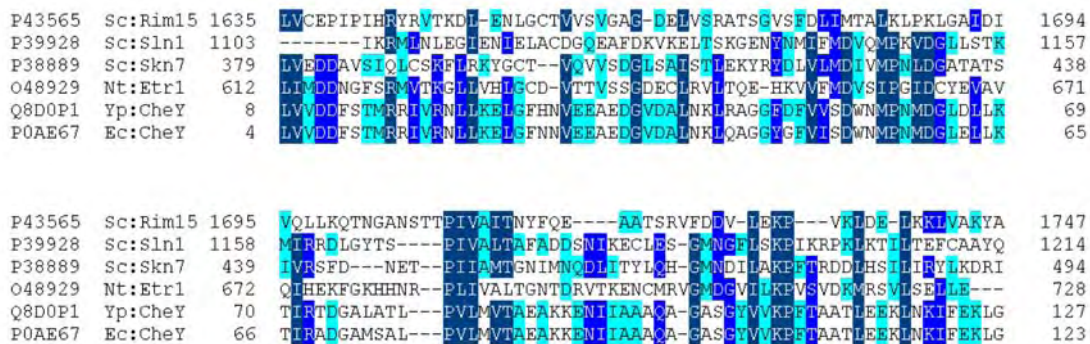 P43565 Sc:Rim15 1635 LVCEPIPIHRYRVTKDL-ENLGCTVVSVGAG-DELVSRATSGVSFDLIMTALKLPKLGAIDI 1694
P39928 Sc:Sln1 1103 -------IKRMLNLEGIENIELACDGQEAFDKVKELTSKGENYNMIFMDVQMPKVDGLLSTK 1157
P38889 Sc:Skn7 379 LVEDDAVSIQLCSKFLRKYGCT--VQVVSDGLSAISTLEKYRYDLVLMDIVMPNLDGATATS 438
O48929 Nt:Etr1 612 LIMDDNGFSRMVTKGLLVHLGCD-VTTVSSGDECLRVLTQE-HKVVFMDVSIPGIDCYEVAV 671
Q8D0P1 Yp:CheY 8 LVVDDFSTMRRIVRNLLKELGFHNVEEAEDGVDALNKLRAGGFDFVVSDWNMPNMDGLDLLK 69
P0AE67 Ec:CheY 4 LVVDDFSTMRRIVRNLLKELGFNNVEEAEDGVDALNKLQAGGYGFVISDWNMPNMDGLELLK 65
P43565 Sc:Rim15 1695 VQLLKQTNGANSTTPIVAITNYFQE----AATSRVFDDV-LEKP---VKLDE-LKKLVAKYA 1747
P39928 Sc:Sln1 1158 MIRRDLGYTS----PIVALTAFADDSNIKECLES-GMNGFLSKPIKRPKLKTILTEFCAAYQ 1214
P38889 Sc:Skn7 439 IVRSFD---NET--PIIAMTGNIMNQDLITYLQH-GMNDILAKPFTRDDLHSILIRYLKDRI 494
O48929 Nt:Etr1 672 QIHEKFGKHHNR--PLIVALTGNTDRVTKENCMRVGMDGVILKPVSVDKMRSVLSELLE--- 728
Q8D0P1 Yp:CheY 70 TIRTDGALATL---PVLMVTAEAKKENIIAAAQA-GASGYVVKPFTAATLEEKLNKIFEKLG 127
P0AE67 Ec:CheY 66 TIRADGAMSAL---PVLMVTAEAKKENIIAAAQA-GASGYVVKPFTAATLEEKLNKIFEKLG 123